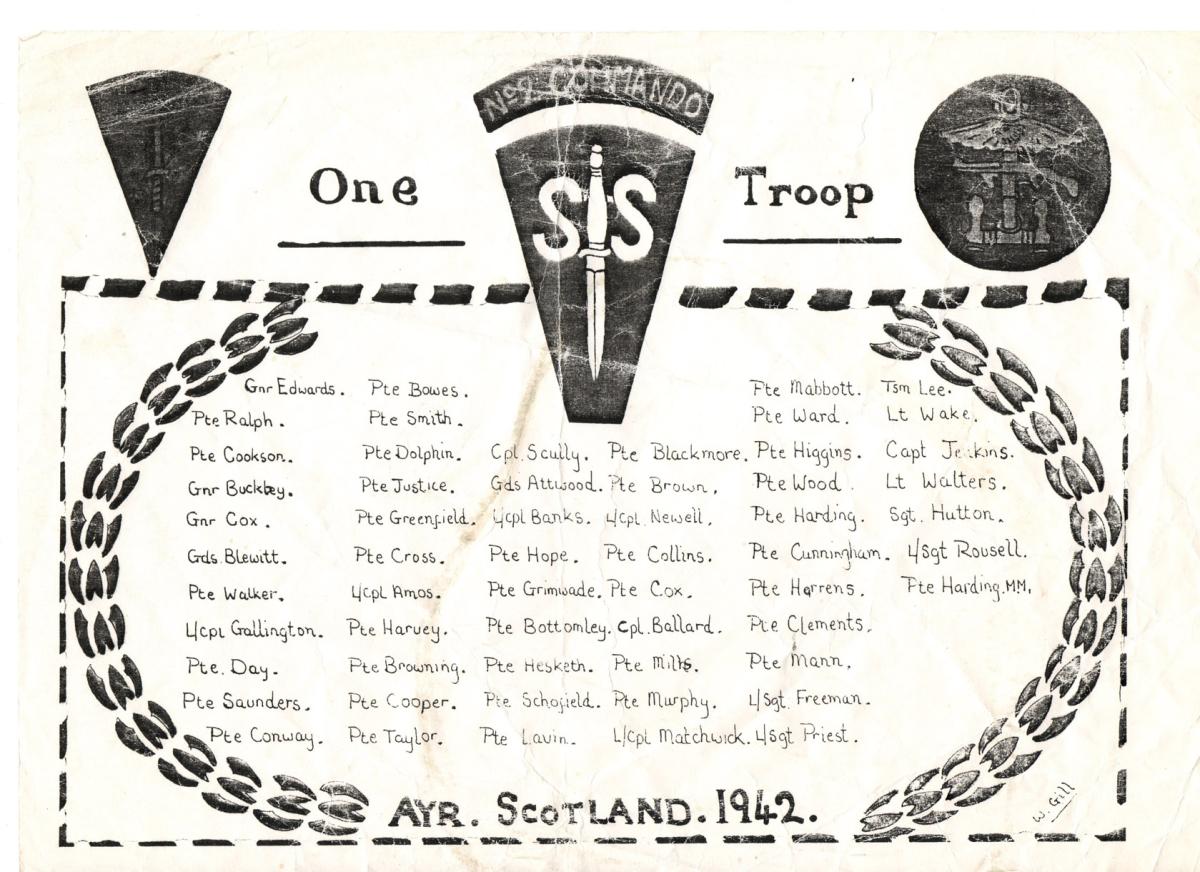 No2 COMMANDO
SS
One Troop
Gnr Edwards. Pte Bowes. Pte Mabbott. Tsm Lee.
Pte Ralph. Pte Smith. Pte Ward. Lt Wake.
Pte Cookson. Pte Dolphin. Cpl. Scully. Pte Blackmore. Pte Higgins. Capt Jenkins.
Gnr Buckley. Pte Justice. Gds Attwood. Pte Brown. Pte Wood. Lt Walters.
Gnr Cox. Pte Greenfield. L/cpl Banks. L/cpl. Newell. Pte Harding. Sgt. Hutton.
Gds. Blewitt. Pte Cross. Pte Hope. Pte Collins. Pte Cunningham. L/Sgt Rousell.
Pte Walker. L/cpl Amos. Pte Grimwade. Pte Cox. Pte Herrens. Pte Harding. MM.
L/cpl Gallington. Pte Harvey. Pte Bottomley. Cpl. Ballard. Pte Clements.
Pte. Day. Pte Browning. Pte Hesketh. Pte Mills. Pte Mann.
Pte Saunders. Pte Cooper. Pte Schofield. Pte Murphy. L/Sgt. Freeman.
Pte Conway. Pte Taylor. Pte Lavin. L/Cpl Matchwick. L/Sgt Priest.
AYR. SCOTLAND. 1942.
W. Gill